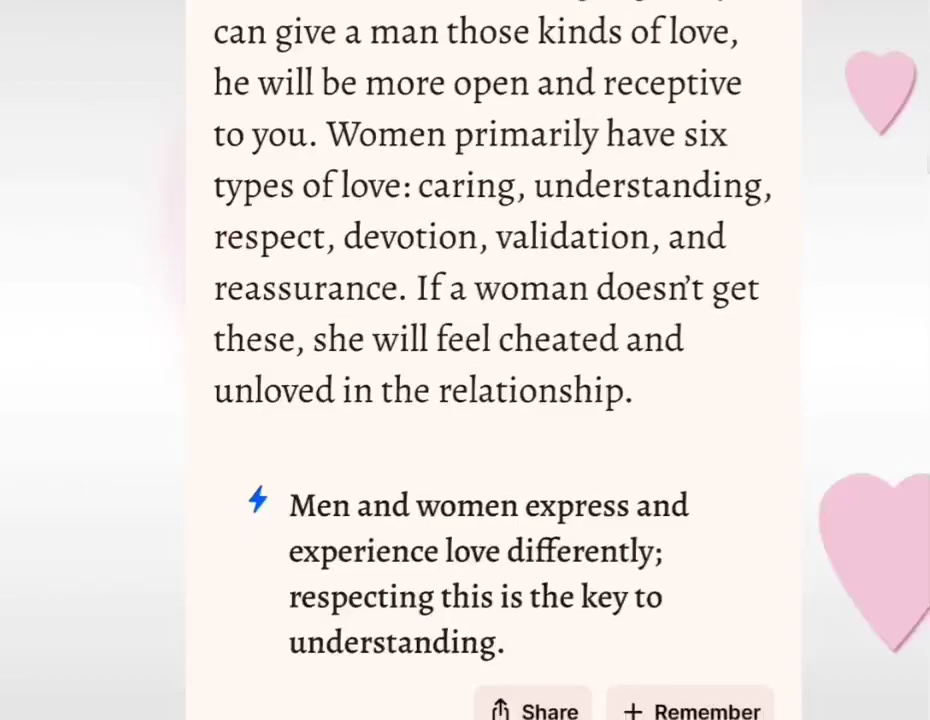 can give a man those kinds of love,
he will be more open and receptive
to you. Women primarily have six
types of love: caring, understanding,
respect, devotion, validation, and
reassurance. If a woman doesn’t get
these, she will feel cheated and
unloved in the relationship.
Men and women express and
experience love differently;
respecting this is the key to
understanding.
Share + Remember